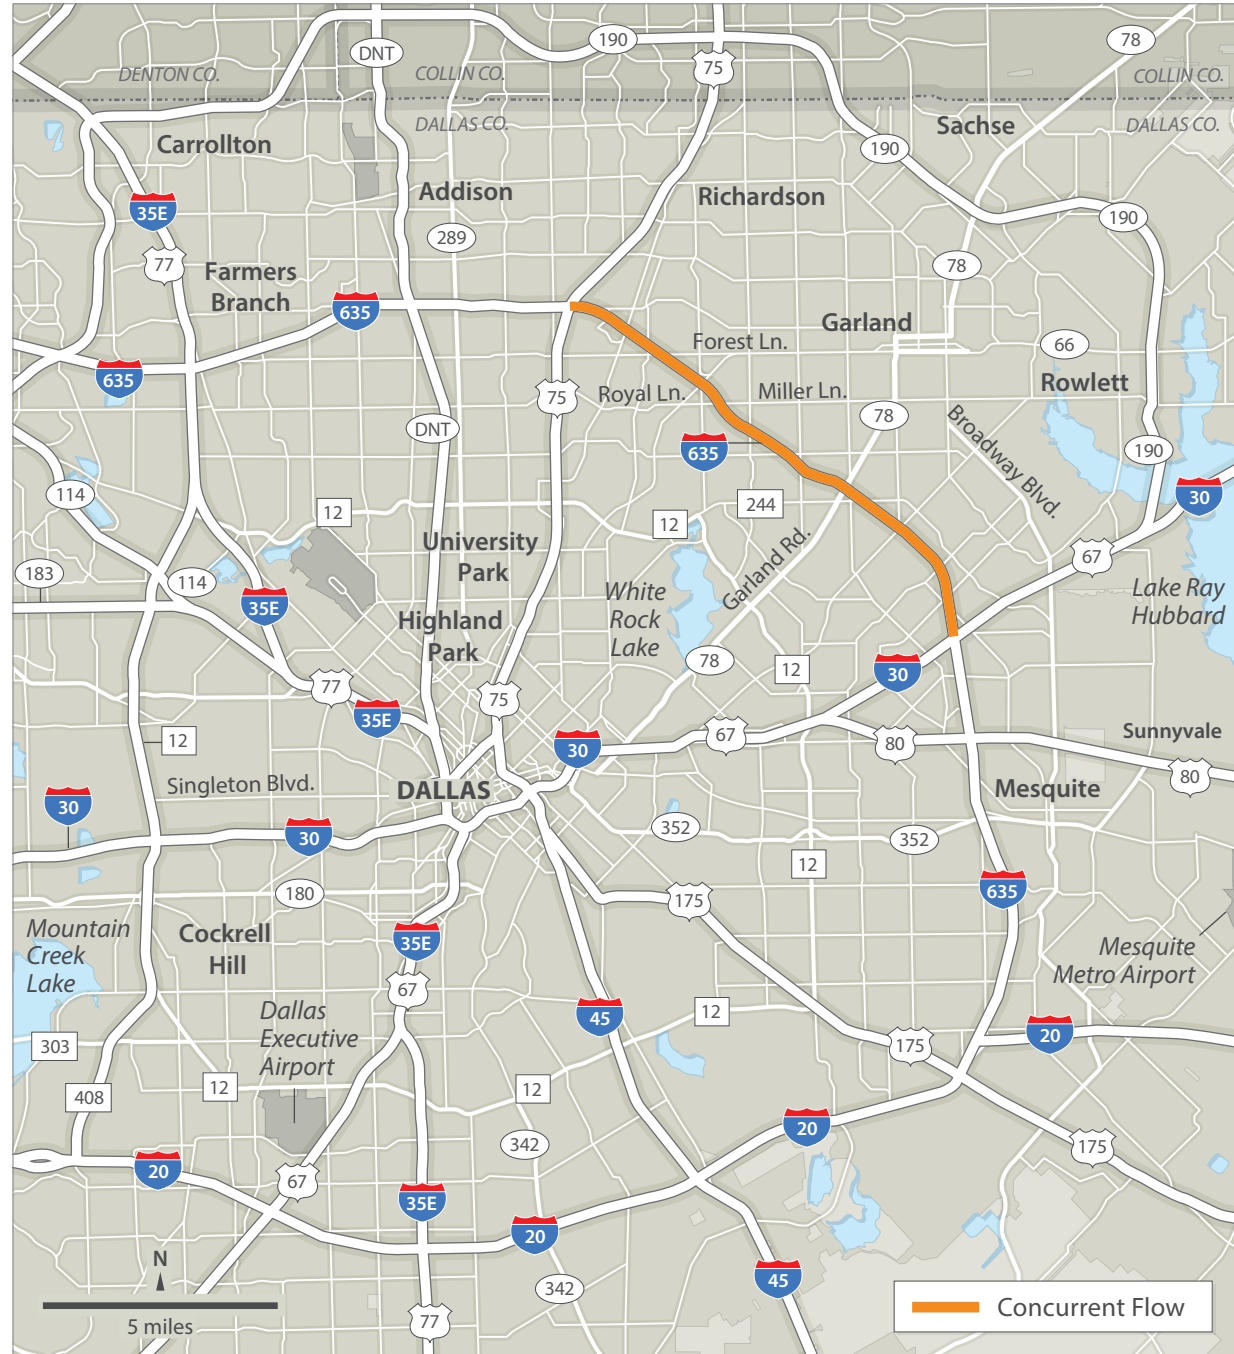 190
78
DNT
75
DENTON CO.
COLLIN CO.
COLLIN CO.
DALLAS CO.
DALLAS CO.
Sachse
Carrollton
190
Addison
Richardson
35E
190
289
77
78
Farmers
Branch
635
Garland
Forest Ln.
66
635
Rowlett
Royal Ln.
Miller Ln.
75
78
DNT
Broadway Blvd.
635
190
114
30
12
244
12
University
Park
67
183
114
White
Rock
Lake
Garland Rd.
Lake Ray
Hubbard
35E
Highland
Park
78
12
30
77
75
35E
67
Sunnyvale
12
30
80
80
Singleton Blvd.
DALLAS
Mesquite
30
30
352
352
12
180
635
175
Mountain
Creek
Lake
Cockrell
Hill
35E
Mesquite
Metro Airport
67
Dallas
Executive
Airport
45
12
20
303
175
12
12
408
20
342
175
20
67
35E
20
N
45
342
5 miles
77
Concurrent Flow